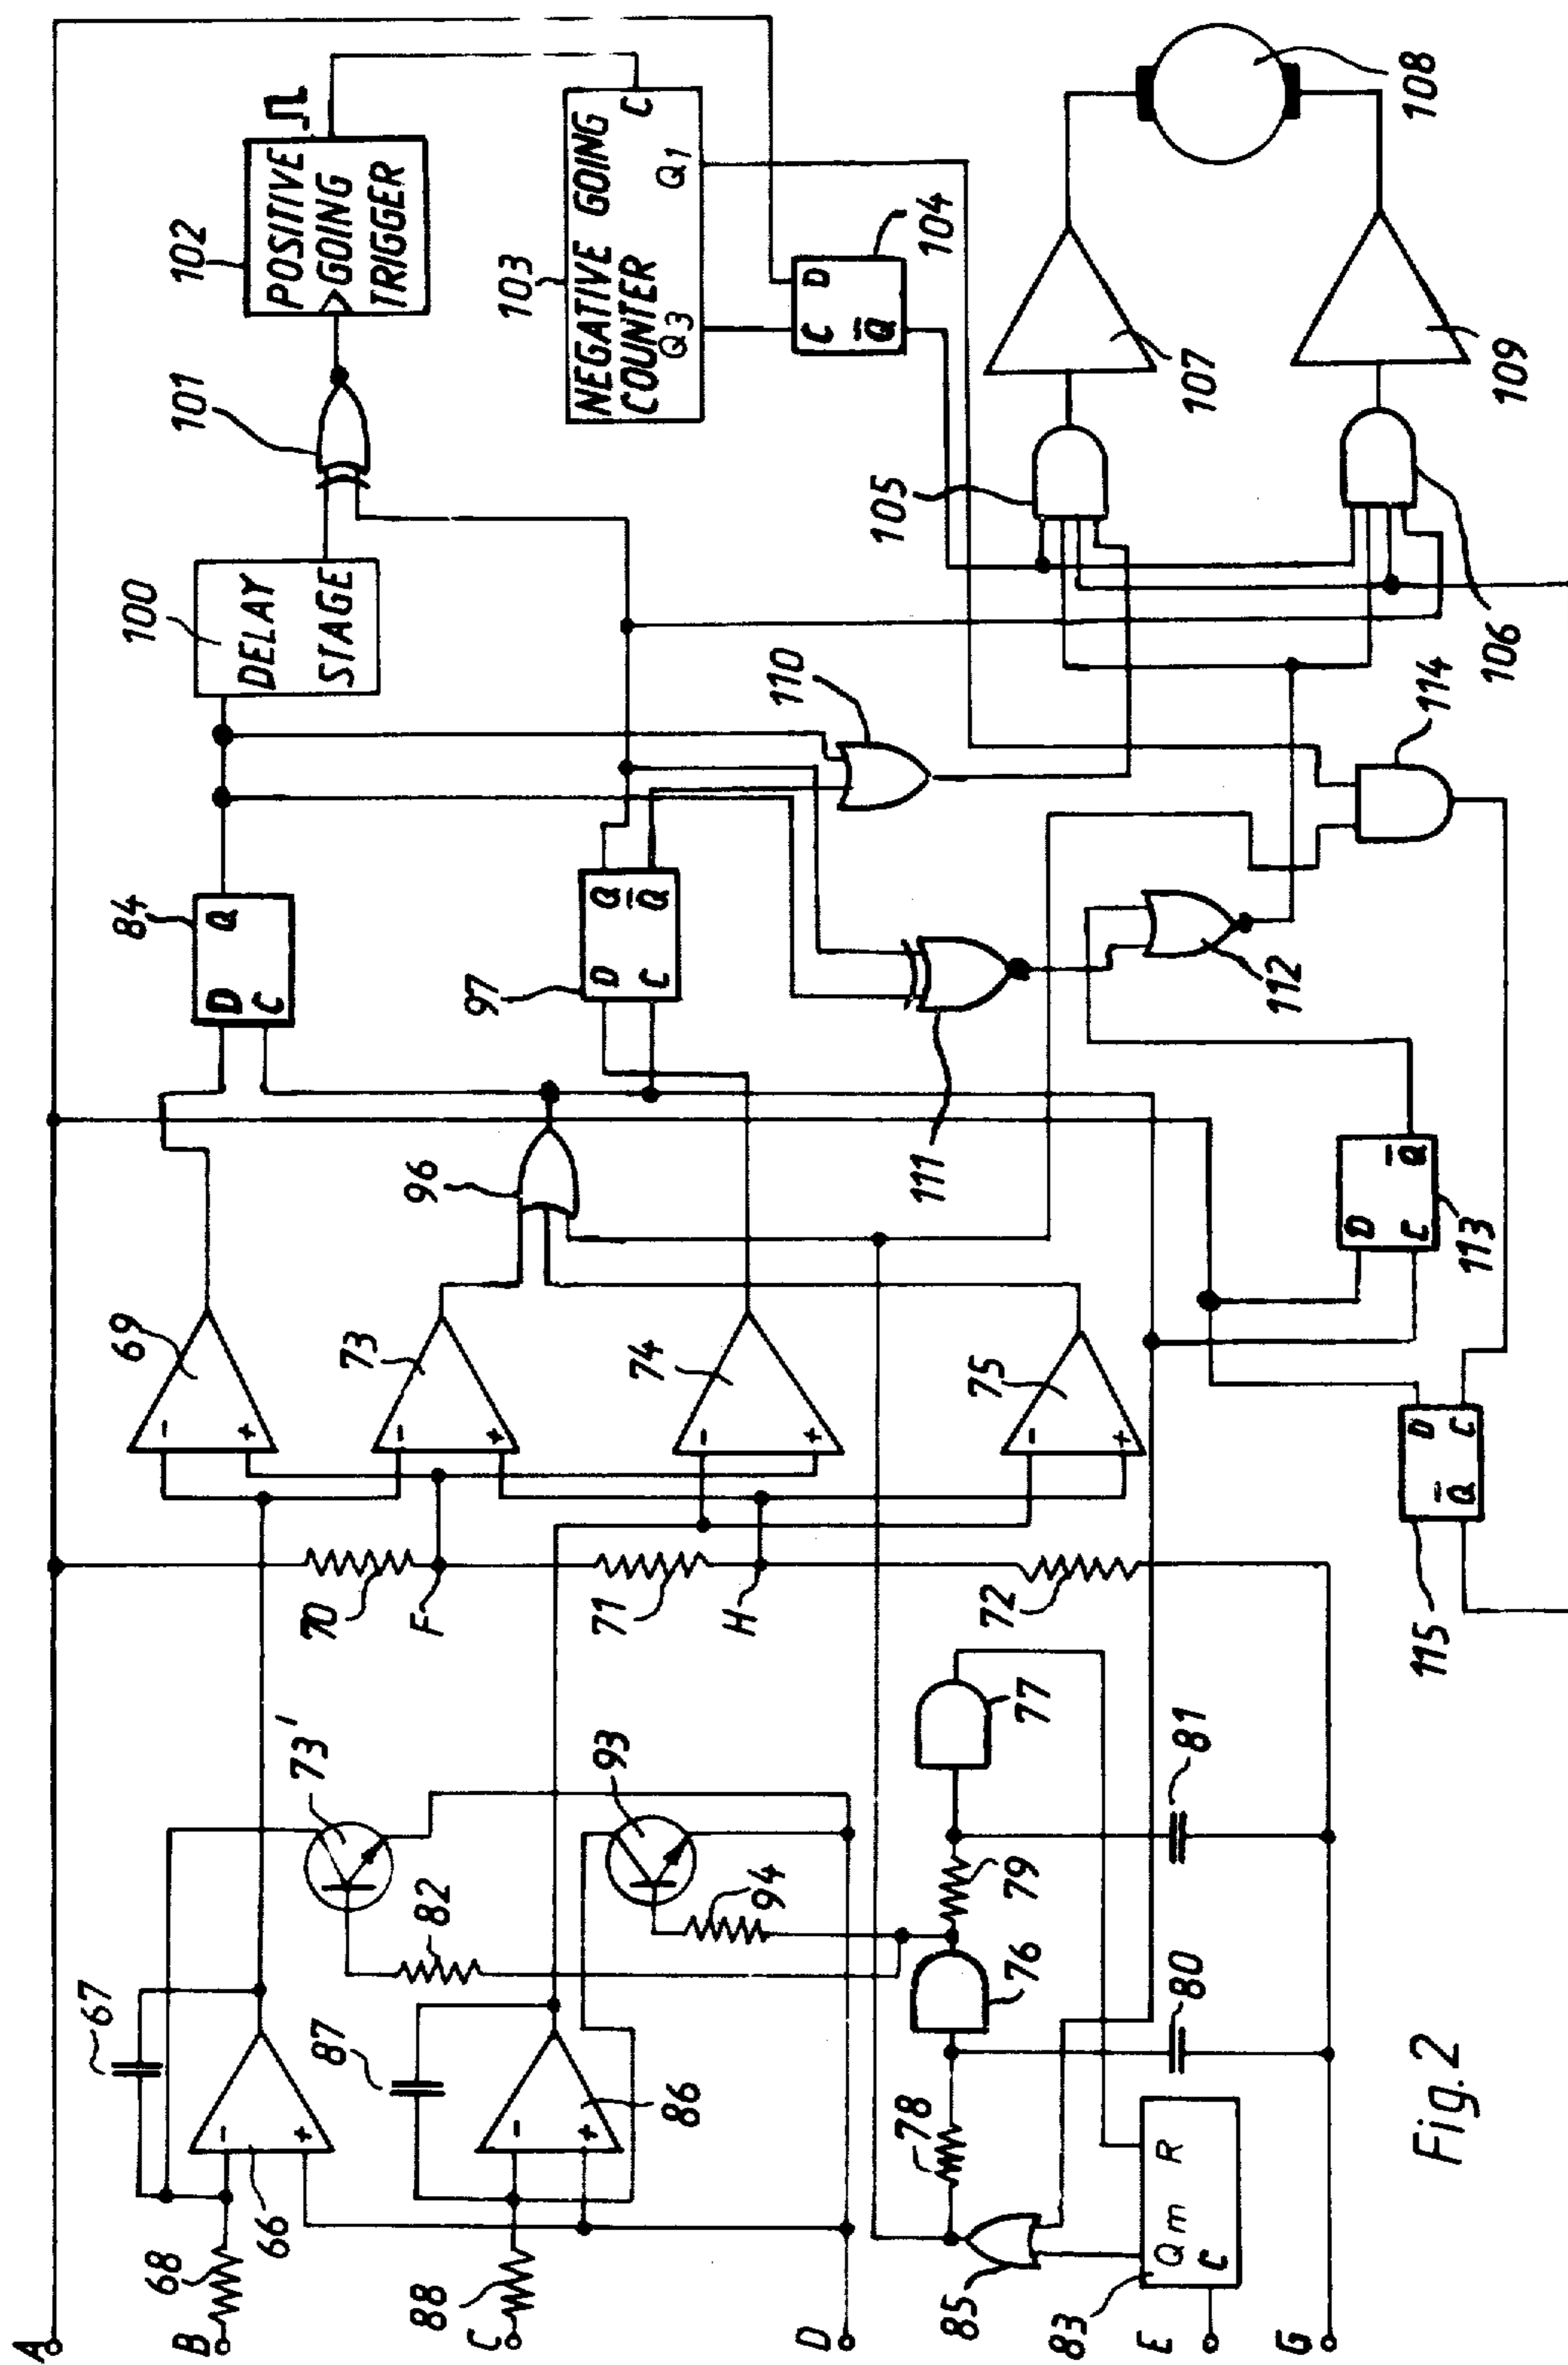 A
B
C
D
E
G
68
66
67
88
87
86
82
73'
93
94
85
83
Qm R
C
78
76
79
77
80
81
70
F
71
H
72
69
73
74
75
- +
- +
- +
- +
- +
- +
96
84
D Q
C
97
D Q
C Q̅
100
DELAY
STAGE
101
102
POSITIVE
GOING
TRIGGER
103
NEGATIVE GOING
COUNTER
C
Q3
Q1
104
C D
Q̅
105
106
107
108
109
110
111
112
113
D
C Q̅
114
115
D
Q̅ C
Fig.2